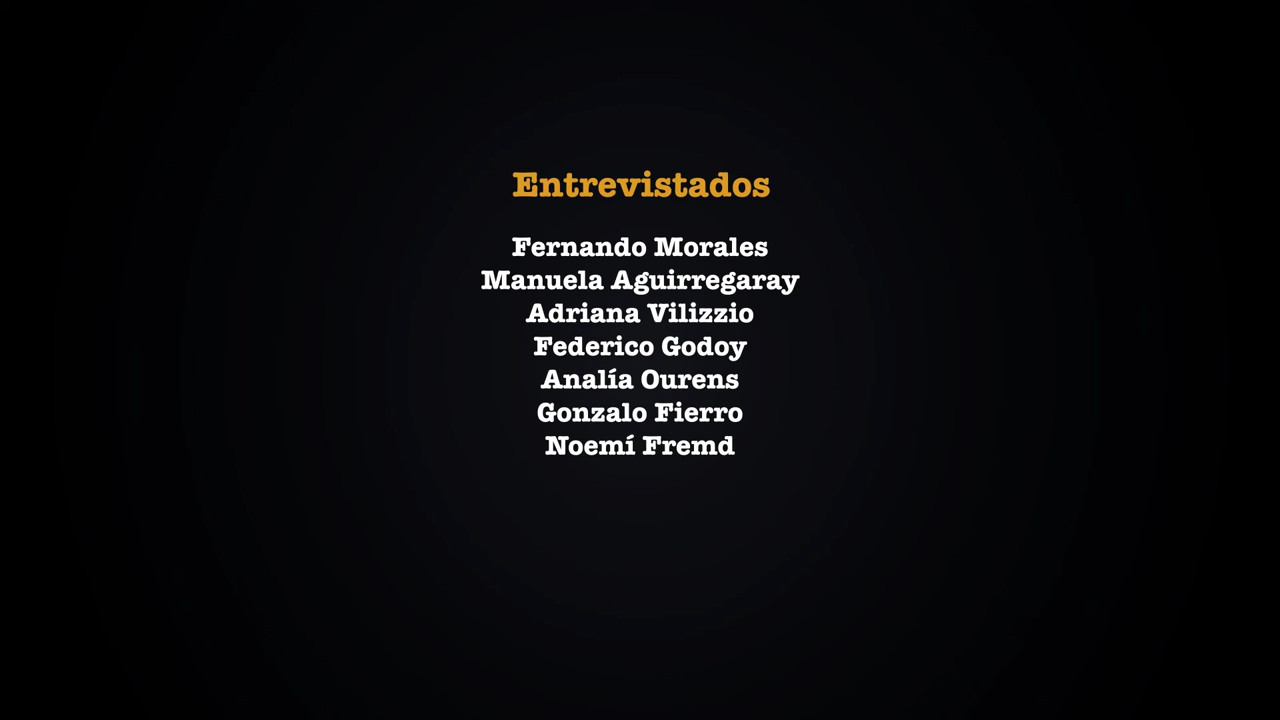 Entrevistados
Fernando Morales
Manuela Aguirregaray
Adriana Vilizzio
Federico Godoy
Analía Ourens
Gonzalo Fierro
Noemí Fremd